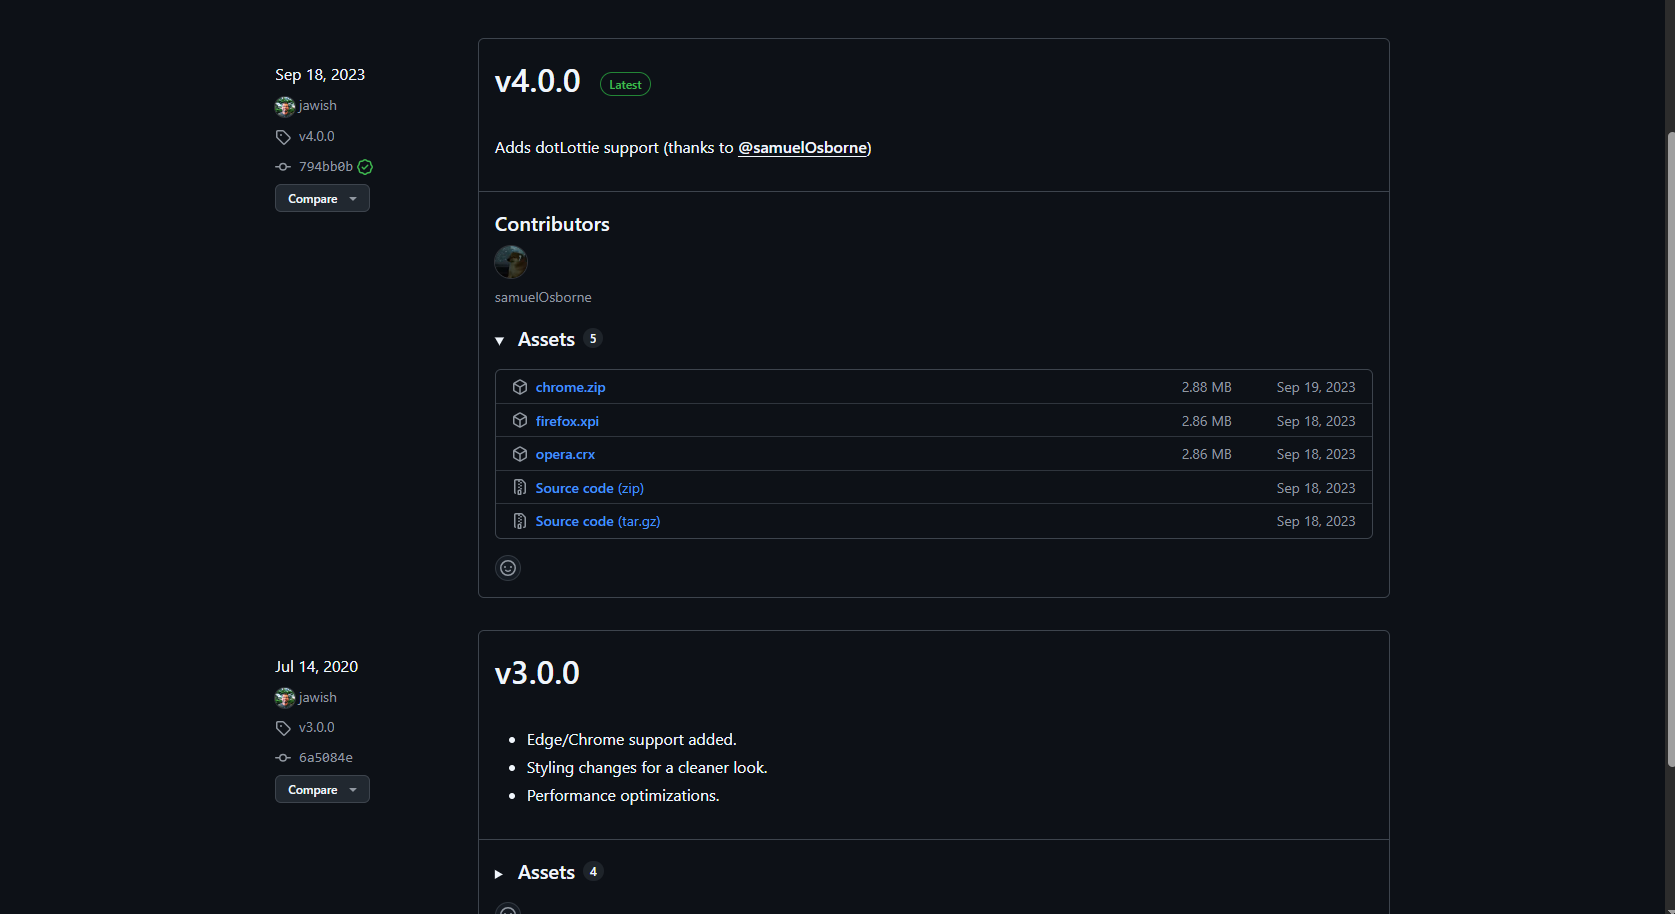 Sep 18, 2023
jawish
v4.0.0
794bb0b
Compare
v4.0.0 Latest
Adds dotLottie support (thanks to @samuelOsborne)
Contributors
samuelOsborne
Assets 5
chrome.zip 2.88 MB Sep 19, 2023
firefox.xpi 2.86 MB Sep 18, 2023
opera.crx 2.86 MB Sep 18, 2023
Source code (zip) Sep 18, 2023
Source code (tar.gz) Sep 18, 2023
Jul 14, 2020
jawish
v3.0.0
6a5084e
Compare
v3.0.0
Edge/Chrome support added.
Styling changes for a cleaner look.
Performance optimizations.
Assets 4